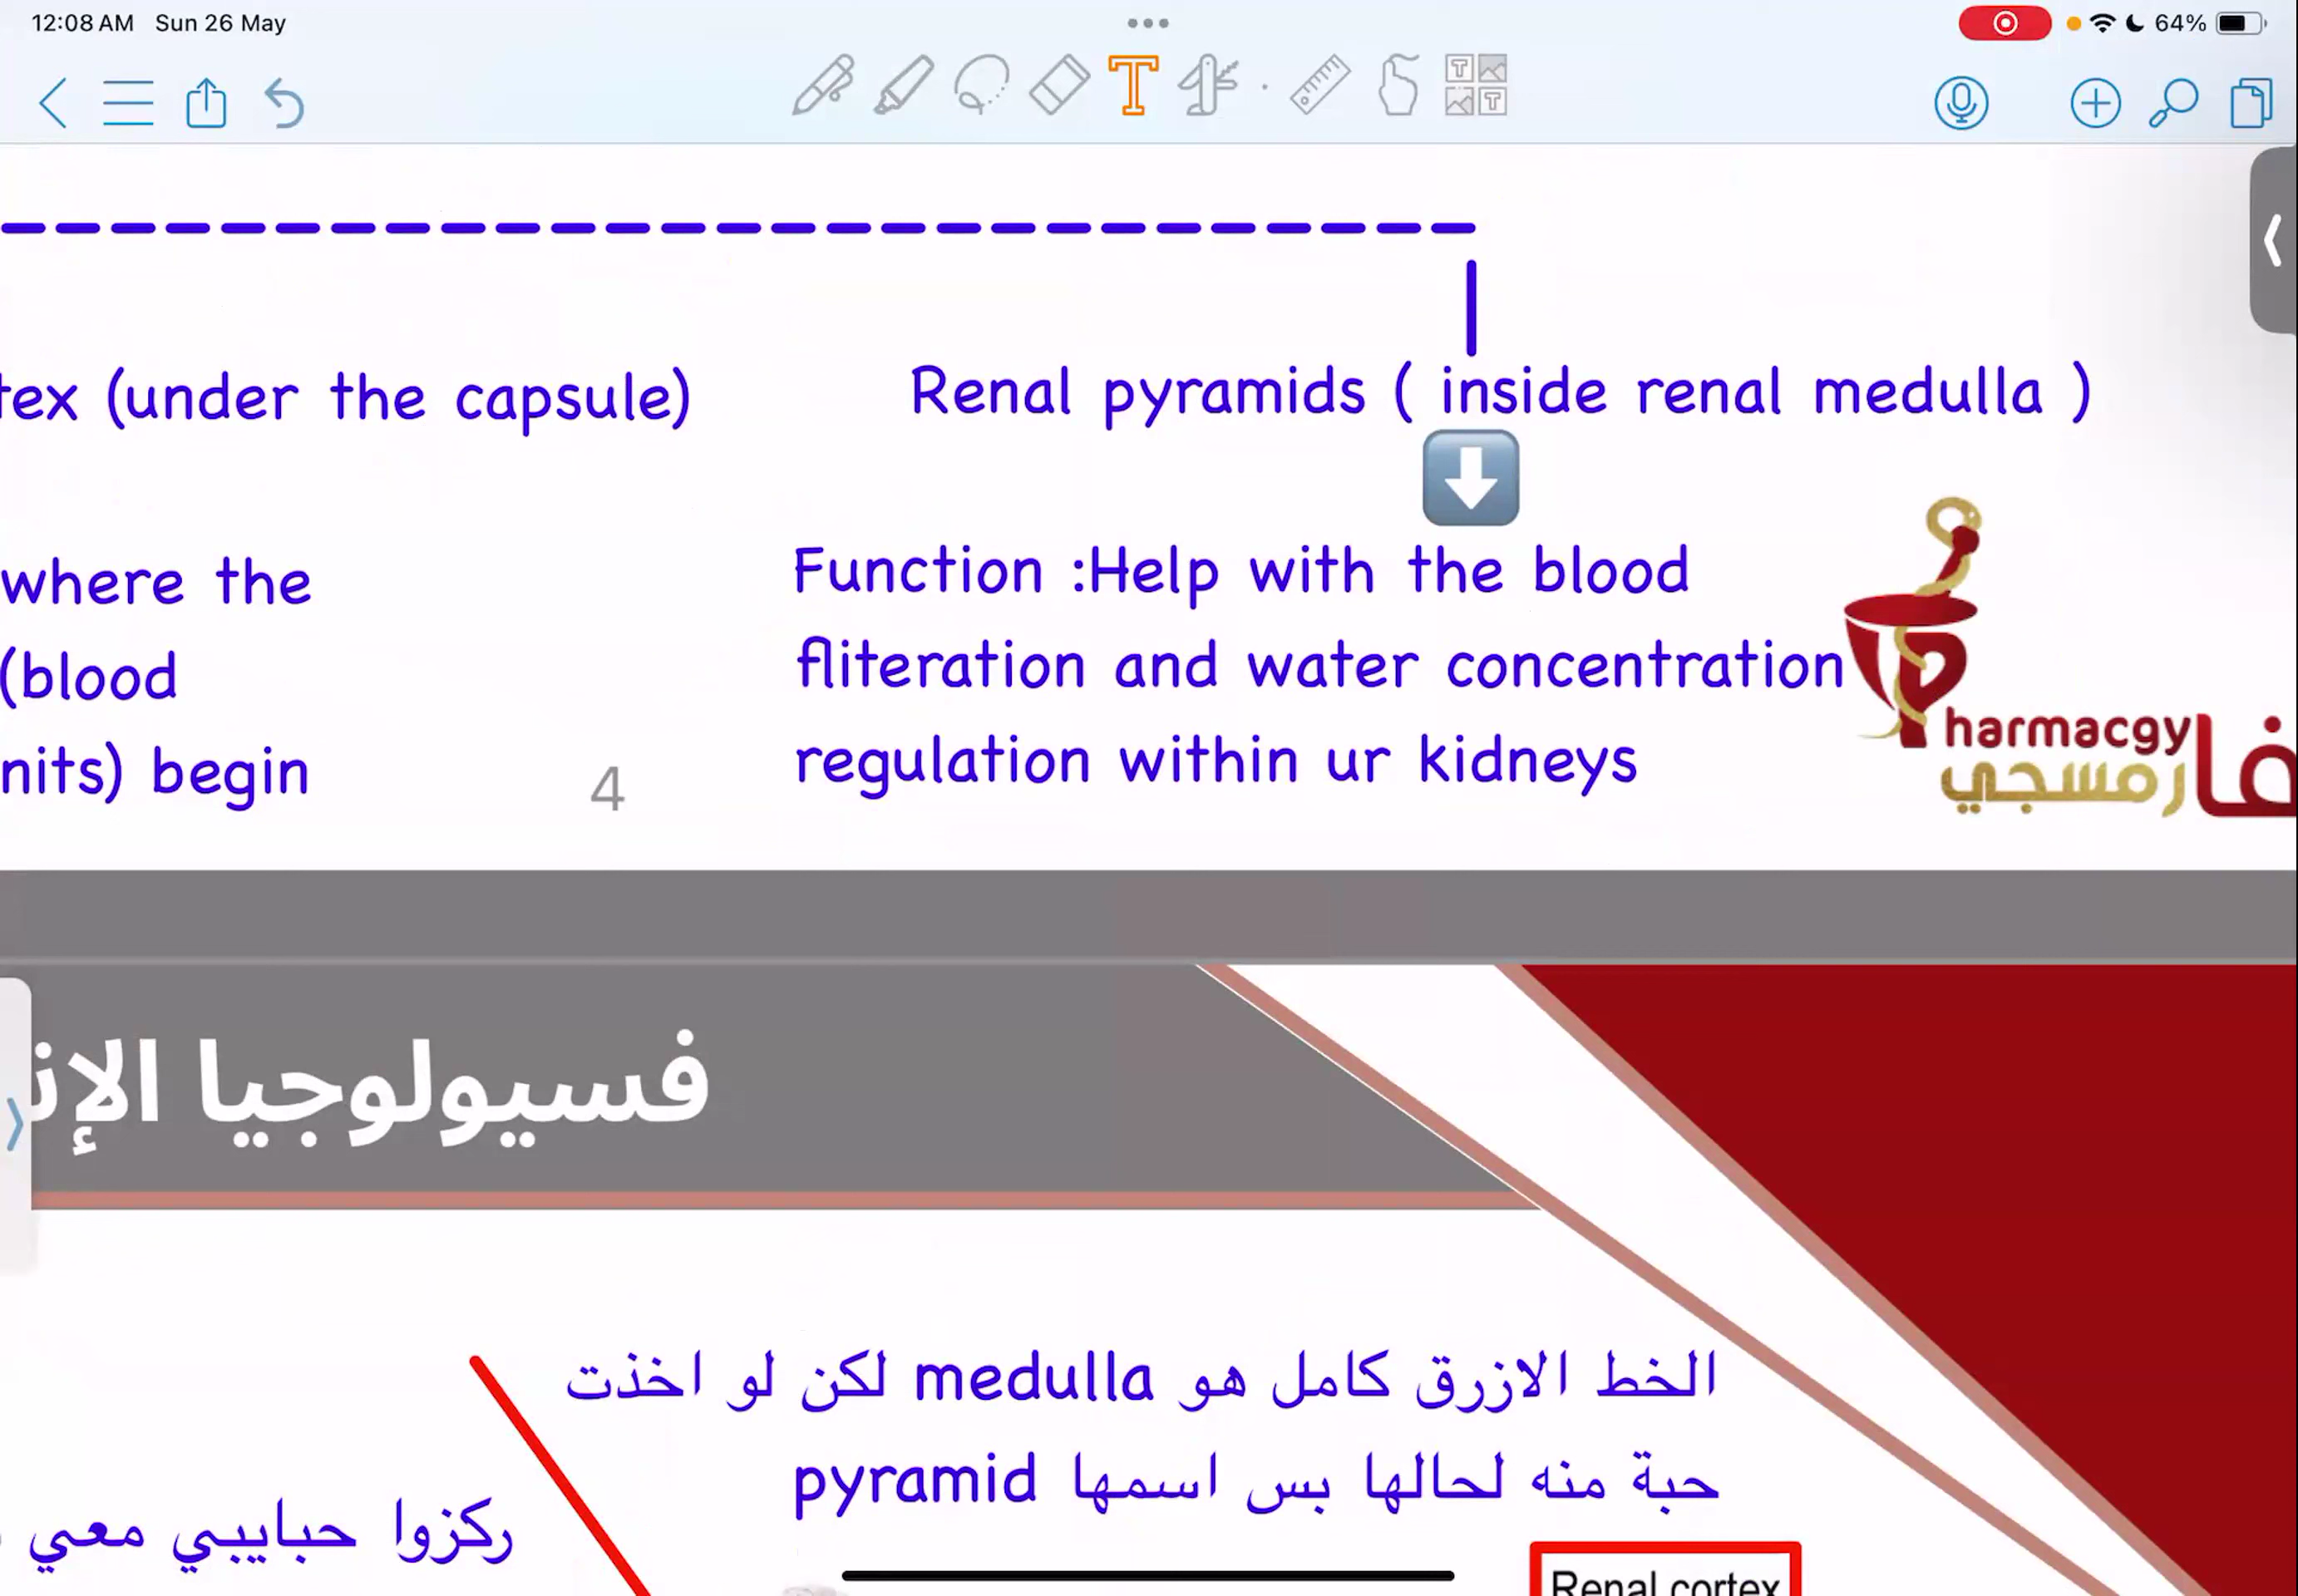 12:08 AM Sun 26 May
64%
tex (under the capsule)
Renal pyramids ( inside renal medulla )
where the
(blood
nits) begin
Function :Help with the blood
fliteration and water concentration
regulation within ur kidneys
4
harmacgy
فارمسجي
فسيولوجيا الإنـ
الخط الازرق كامل هو medulla لكن لو اخذت
حبة منه لحالها بس اسمها pyramid
ركزوا حبايبي معي
Renal cortex